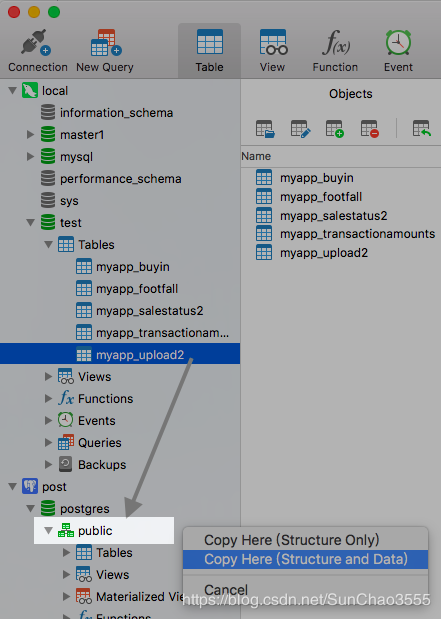 Connection
New Query
Table
View
Function
Event
local
information_schema
master1
mysql
performance_schema
sys
test
Tables
myapp_buyin
myapp_footfall
myapp_salestatus2
myapp_transactionam...
myapp_upload2
Views
Functions
Events
Queries
Backups
post
postgres
public
Tables
Views
Materialized Vie
Functions
Objects
Name
myapp_buyin
myapp_footfall
myapp_salestatus2
myapp_transactionamounts
myapp_upload2
Copy Here (Structure Only)
Copy Here (Structure and Data)
Cancel
https://blog.csdn.net/SunChao3555